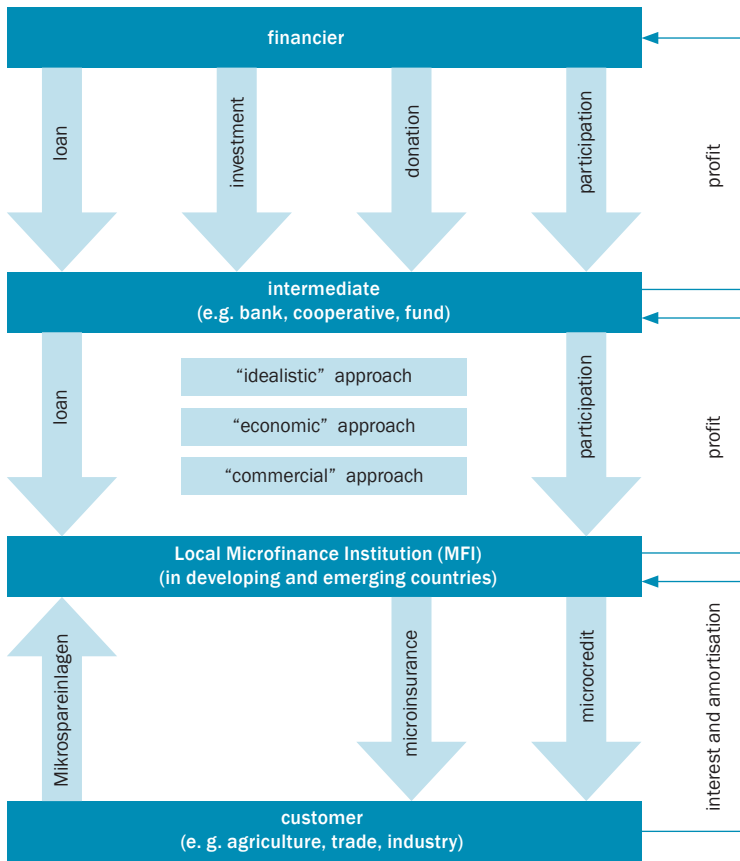 financier
loan
investment
donation
participation
profit
intermediate
(e.g. bank, cooperative, fund)
loan
“idealistic” approach
“economic” approach
“commercial” approach
participation
profit
Local Microfinance Institution (MFI)
(in developing and emerging countries)
Mikrospareinlagen
microinsurance
microcredit
interest and amortisation
customer
(e. g. agriculture, trade, industry)